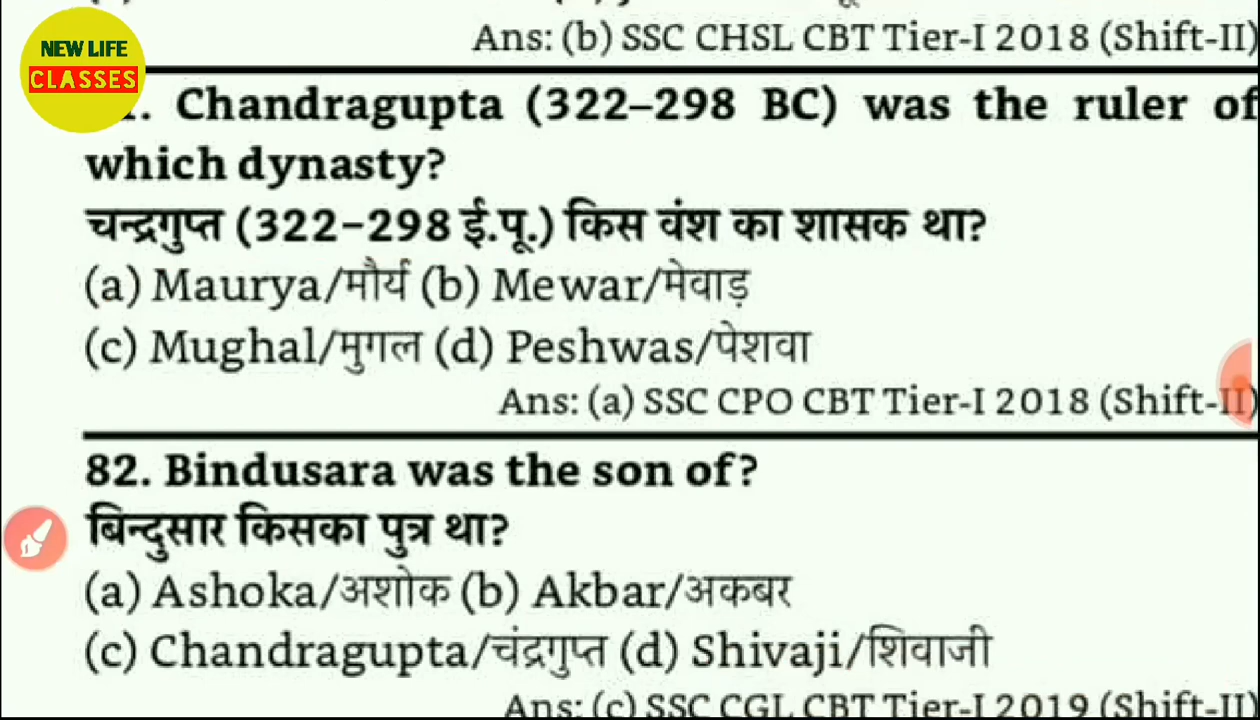 Ans: (b) SSC CHSL CBT Tier-I 2018 (Shift-II)
NEW LIFE
CLASSES
. Chandragupta (322–298 BC) was the ruler of
which dynasty?
चन्द्रगुप्त (322–298 ई.पू.) किस वंश का शासक था?
(a) Maurya/मौर्य (b) Mewar/मेवाड़
(c) Mughal/मुगल (d) Peshwas/पेशवा
Ans: (a) SSC CPO CBT Tier-I 2018 (Shift-II)
82. Bindusara was the son of?
बिन्दुसार किसका पुत्र था?
(a) Ashoka/अशोक (b) Akbar/अकबर
(c) Chandragupta/चंद्रगुप्त (d) Shivaji/शिवाजी
Ans: (c) SSC CGL CBT Tier-I 2019 (Shift-II)